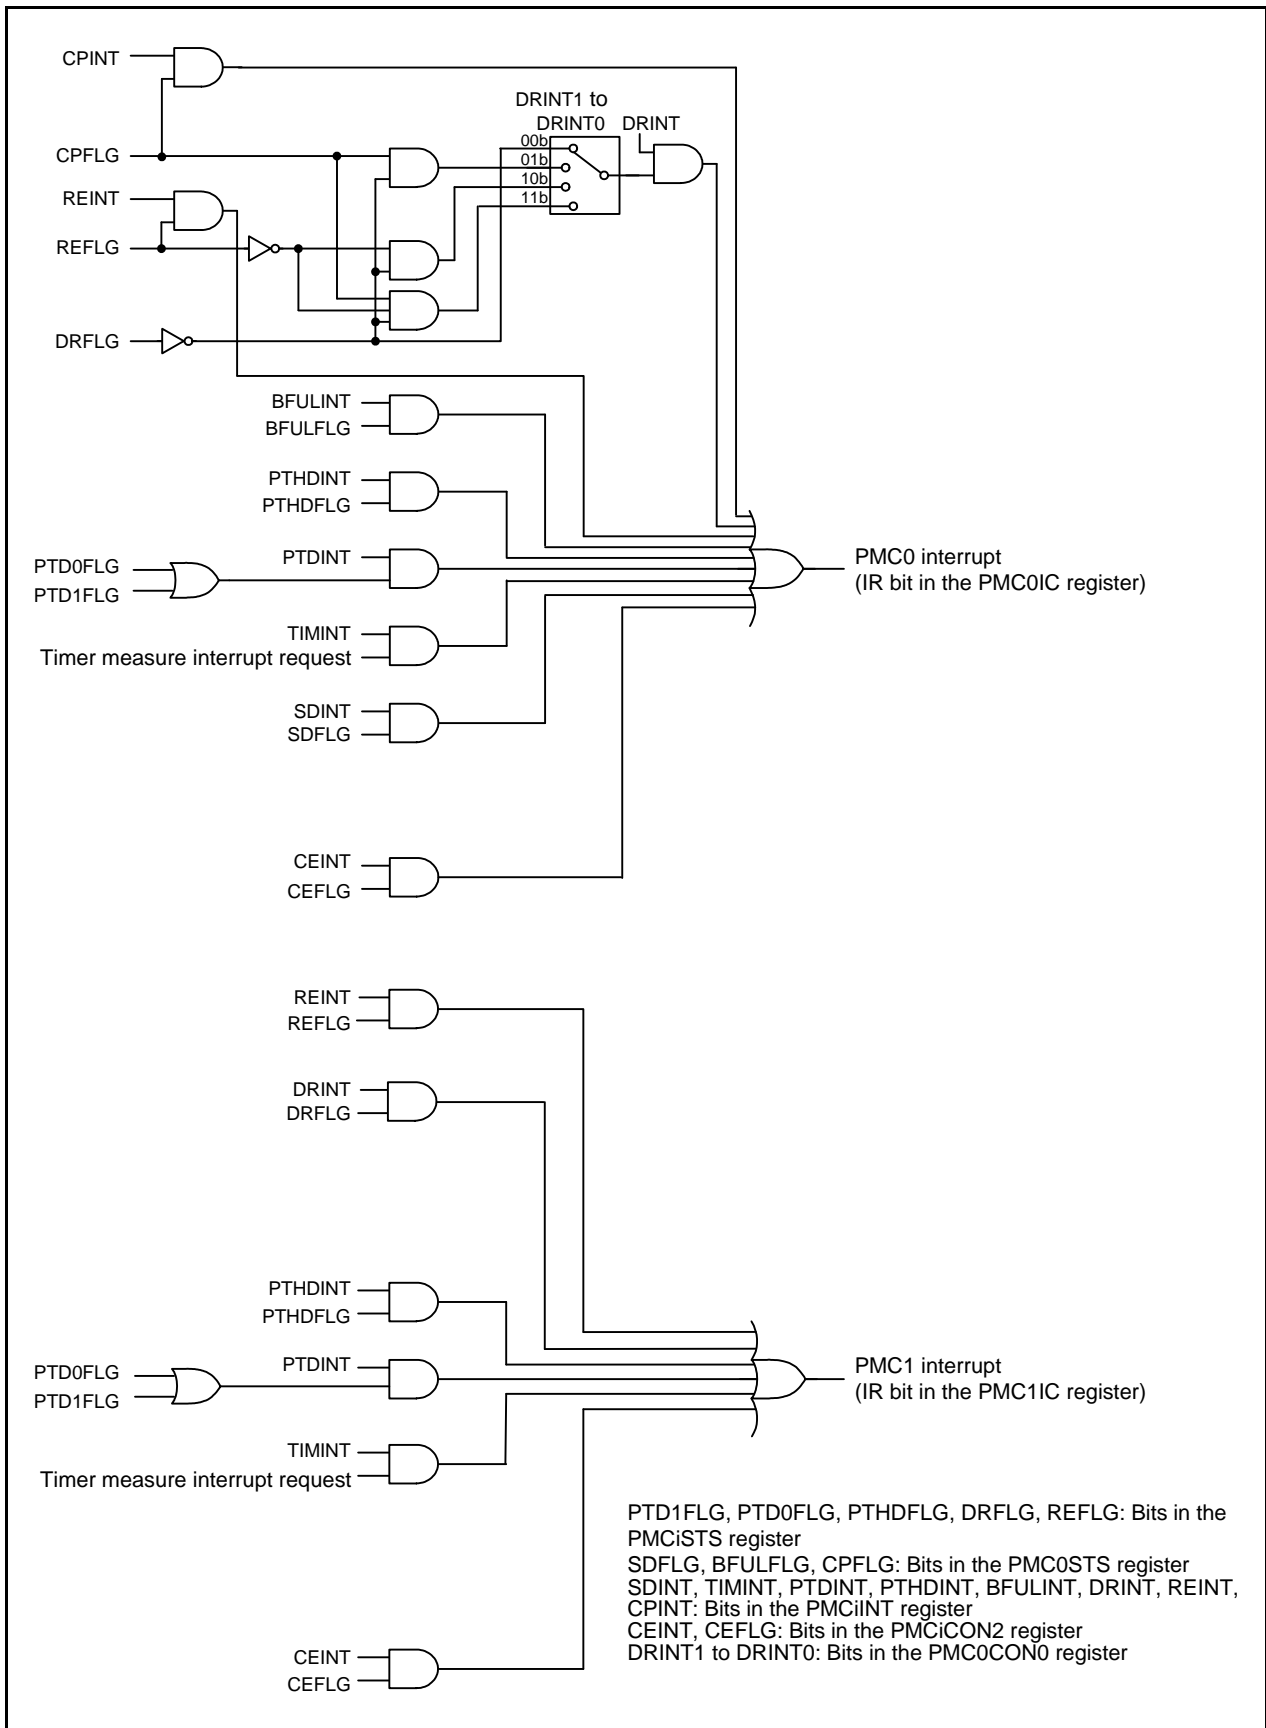 CPINT
DRINT1 to
DRINT0 DRINT
00b
CPFLG
01b
10b
REINT
11b
REFLG
DRFLG
BFULINT
BFULFLG
PTHDINT
PTHDFLG
PTDINT
PTD0FLG
PTD1FLG
PMC0 interrupt
(IR bit in the PMC0IC register)
TIMINT
Timer measure interrupt request
SDINT
SDFLG
CEINT
CEFLG
REINT
REFLG
DRINT
DRFLG
PTHDINT
PTHDFLG
PTDINT
PTD0FLG
PTD1FLG
PMC1 interrupt
(IR bit in the PMC1IC register)
TIMINT
Timer measure interrupt request
PTD1FLG, PTD0FLG, PTHDFLG, DRFLG, REFLG: Bits in the
PMCiSTS register
SDFLG, BFULFLG, CPFLG: Bits in the PMC0STS register
SDINT, TIMINT, PTDINT, PTHDINT, BFULINT, DRINT, REINT,
CPINT: Bits in the PMCiINT register
CEINT, CEFLG: Bits in the PMCiCON2 register
DRINT1 to DRINT0: Bits in the PMC0CON0 register
CEINT
CEFLG